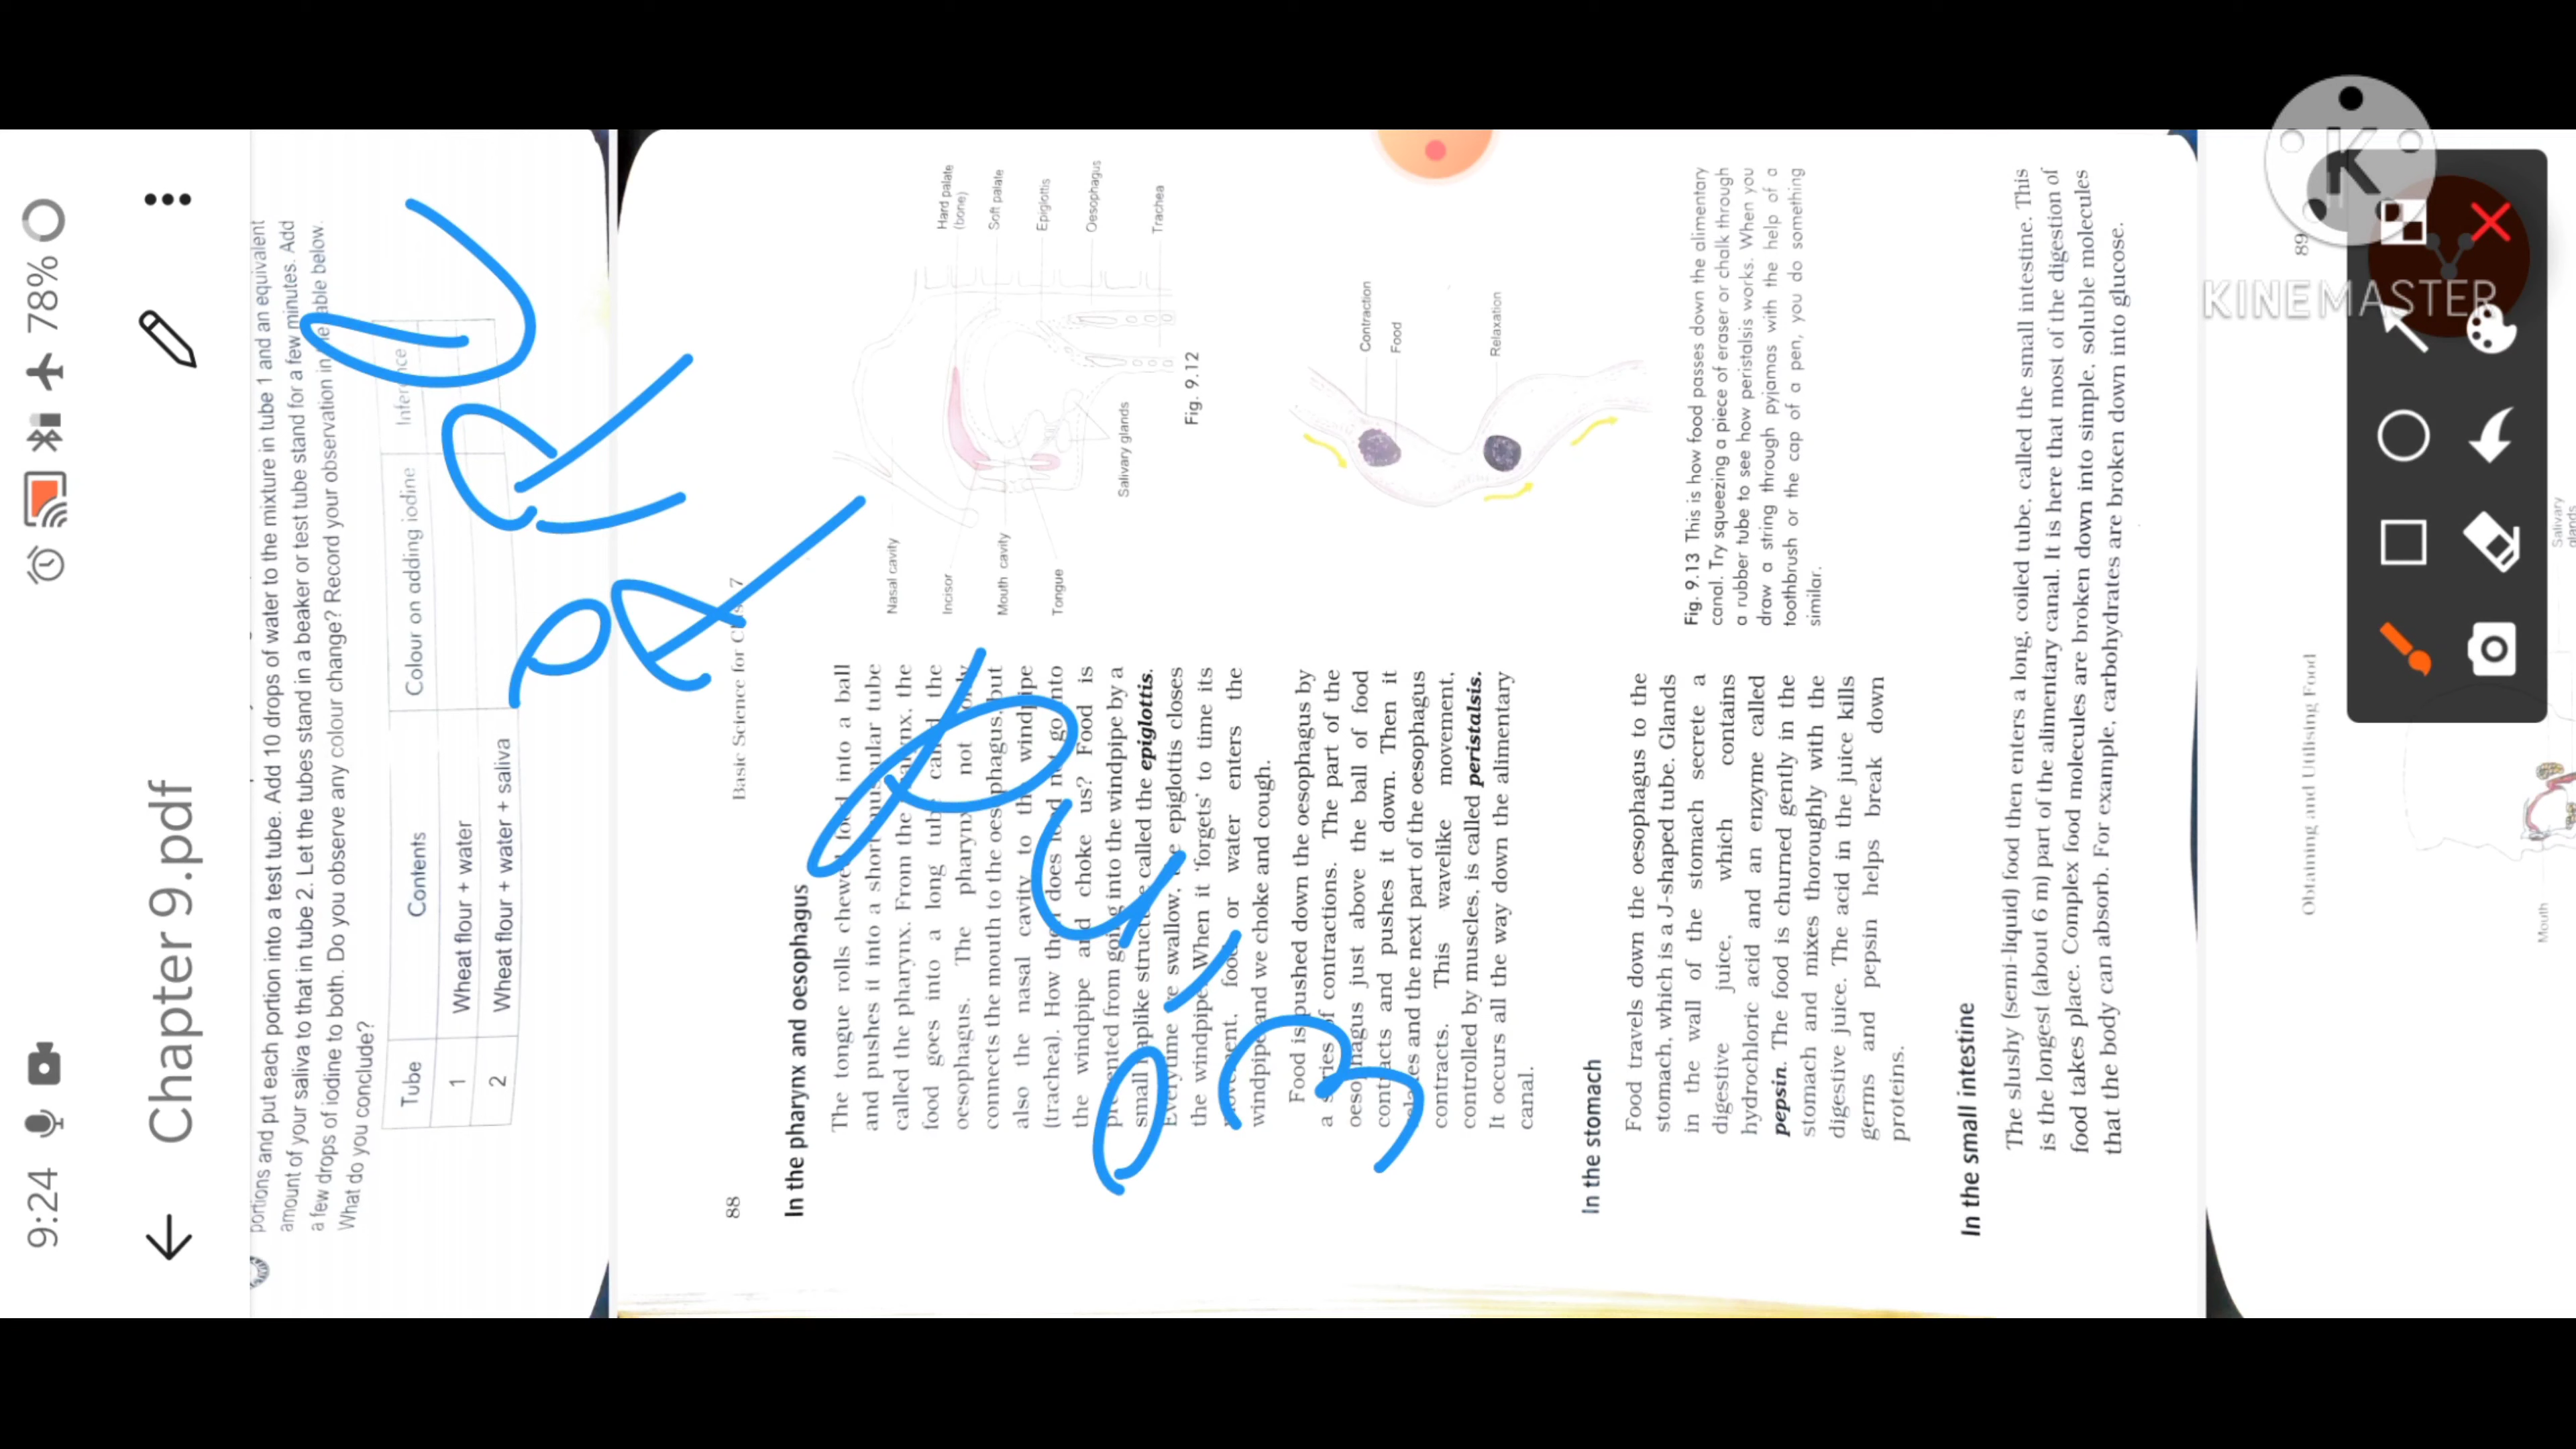 9:24
78%
Chapter 9.pdf
portions and put each portion into a test tube. Add 10 drops of water to the mixture in tube 1 and an equivalent
amount of your saliva to that in tube 2. Let the tubes stand in a beaker or test tube stand for a few minutes. Add
a few drops of iodine to both. Do you observe any colour change? Record your observation in able below.
What do you conclude?
Tube Contents Colour on adding iodine
1 Wheat flour + water
2 Wheat flour + water + saliva
88 Basic Science for 7
In the pharynx and oesophagus
The tongue rolls chewed into a ball
and pushes it into a short muscular tube
called the pharynx. From the the
food goes into a long tube the
oesophagus. The pharynx not only
connects the mouth to the oesophagus, but
also the nasal cavity to the windpipe
(trachea). How does not go into
the windpipe and choke us? Food is
prevented from going into the windpipe by a
small flaplike structure called the epiglottis.
Everytime we swallow, the epiglottis closes
the windpipe. When it 'forgets' to time its
movement, food or water enters the
windpipe and we choke and cough.
Food is pushed down the oesophagus by
a series of contractions. The part of the
oesophagus just above the ball of food
contracts and pushes it down. Then it
relaxes and the next part of the oesophagus
contracts. This wavelike movement,
controlled by muscles, is called peristalsis.
It occurs all the way down the alimentary
canal.
Nasal cavity
Incisor
Mouth cavity
Tongue
Hard palate
(bone)
Soft palate
Epiglottis
Oesophagus
Trachea
Salivary glands
Fig. 9.12
Contraction
Food
Relaxation
Fig. 9.13 This is how food passes down the alimentary
canal. Try squeezing a piece of eraser or chalk through
a rubber tube to see how peristalsis works. When you
draw a string through pyjamas with the help of a
toothbrush or the cap of a pen, you do something
similar.
In the stomach
Food travels down the oesophagus to the
stomach, which is a J-shaped tube. Glands
in the wall of the stomach secrete a
digestive juice, which contains
hydrochloric acid and an enzyme called
pepsin. The food is churned gently in the
stomach and mixes thoroughly with the
digestive juice. The acid in the juice kills
germs and pepsin helps break down
proteins.
In the small intestine
The slushy (semi-liquid) food then enters a long, coiled tube, called the small intestine. This
is the longest (about 6 m) part of the alimentary canal. It is here that most of the digestion of
food takes place. Complex food molecules are broken down into simple, soluble molecules
that the body can absorb. For example, carbohydrates are broken down into glucose.
Obtaining and Utilising Food 89
Mouth
Salivary
glands
K
KINEMASTER